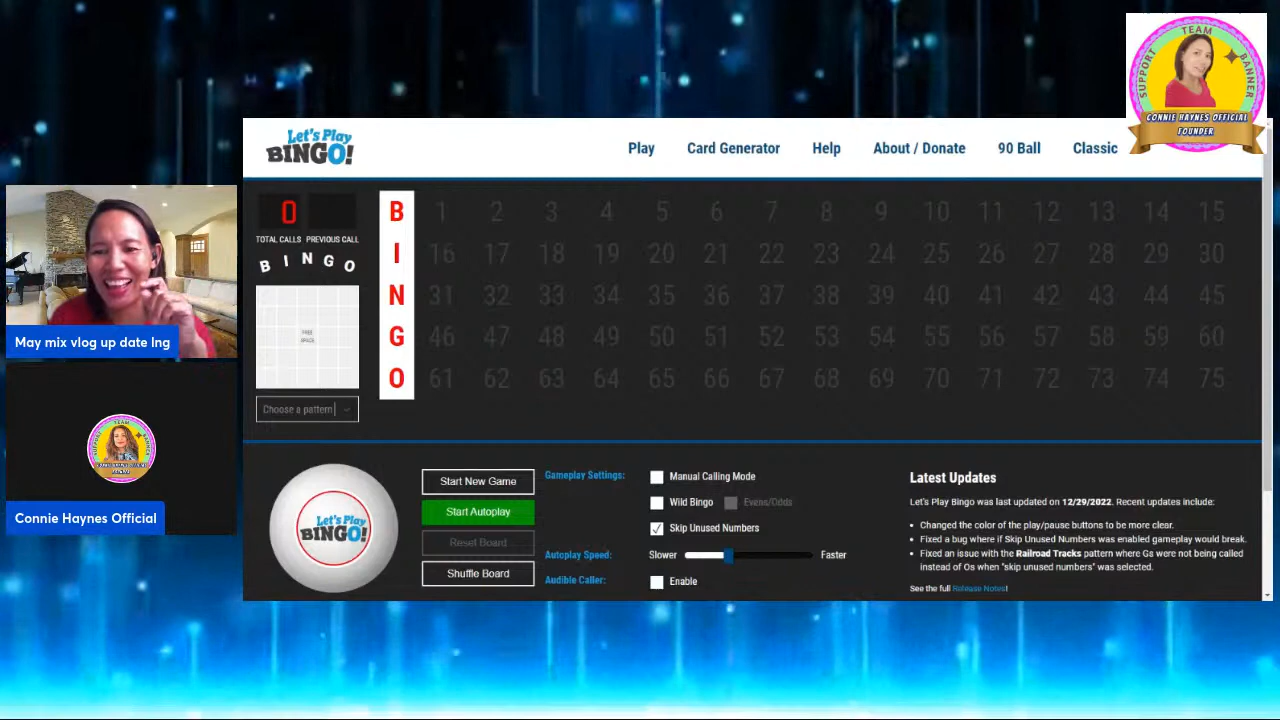 SUPPORT TEAM BANNER
CONNIE HAYNES OFFICIAL
FOUNDER
Let's Play
BINGO!
Play Card Generator Help About / Donate 90 Ball Classic
0
TOTAL CALLS PREVIOUS CALL
BINGO
FREE
SPACE
Choose a pattern
B 1 2 3 4 5 6 7 8 9 10 11 12 13 14 15
I 16 17 18 19 20 21 22 23 24 25 26 27 28 29 30
N 31 32 33 34 35 36 37 38 39 40 41 42 43 44 45
G 46 47 48 49 50 51 52 53 54 55 56 57 58 59 60
O 61 62 63 64 65 66 67 68 69 70 71 72 73 74 75
May mix vlog up date lng
SUPPORT TEAM BANNER
Connie Haynes Official
Let's Play
BINGO!
Start New Game
Start Autoplay
Reset Board
Shuffle Board
Gameplay Settings:
Manual Calling Mode
Wild Bingo Evens/Odds
Skip Unused Numbers
Autoplay Speed: Slower Faster
Audible Caller: Enable
Latest Updates
Let's Play Bingo was last updated on 12/29/2022. Recent updates include:
Changed the color of the play/pause buttons to be more clear.
Fixed a bug where if Skip Unused Numbers was enabled gameplay would break.
Fixed an issue with the Railroad Tracks pattern where Gs were not being called
instead of Os when "skip unused numbers" was selected.
See the full Release Notes!